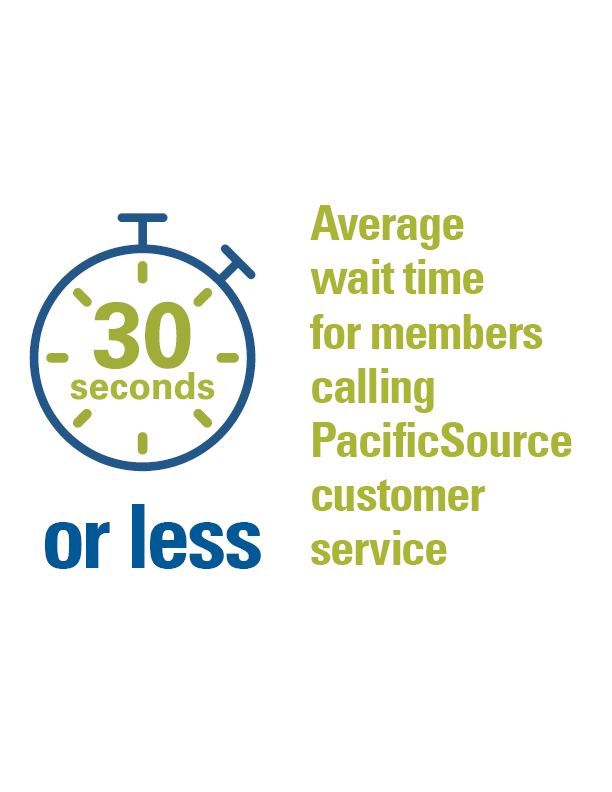 30
seconds
or less
Average
wait time
for members
calling
PacificSource
customer
service